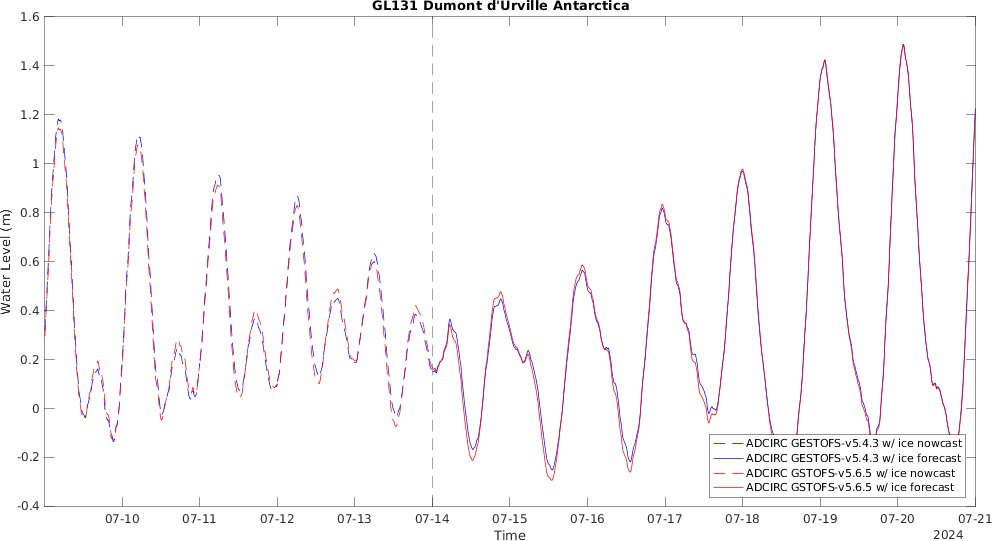 GL131 Dumont d'Urville Antarctica
1.6
1.4
1.2
1
0.8
0.6
0.4
0.2
0
-0.2
-0.4
Water Level (m)
ADCIRC GESTOFS-v5.4.3 w/ ice nowcast
ADCIRC GESTOFS-v5.4.3 w/ ice forecast
ADCIRC GSTOFS-v5.6.5 w/ ice nowcast
ADCIRC GSTOFS-v5.6.5 w/ ice forecast
07-10 07-11 07-12 07-13 07-14 07-15 07-16 07-17 07-18 07-19 07-20 07-21
Time
2024